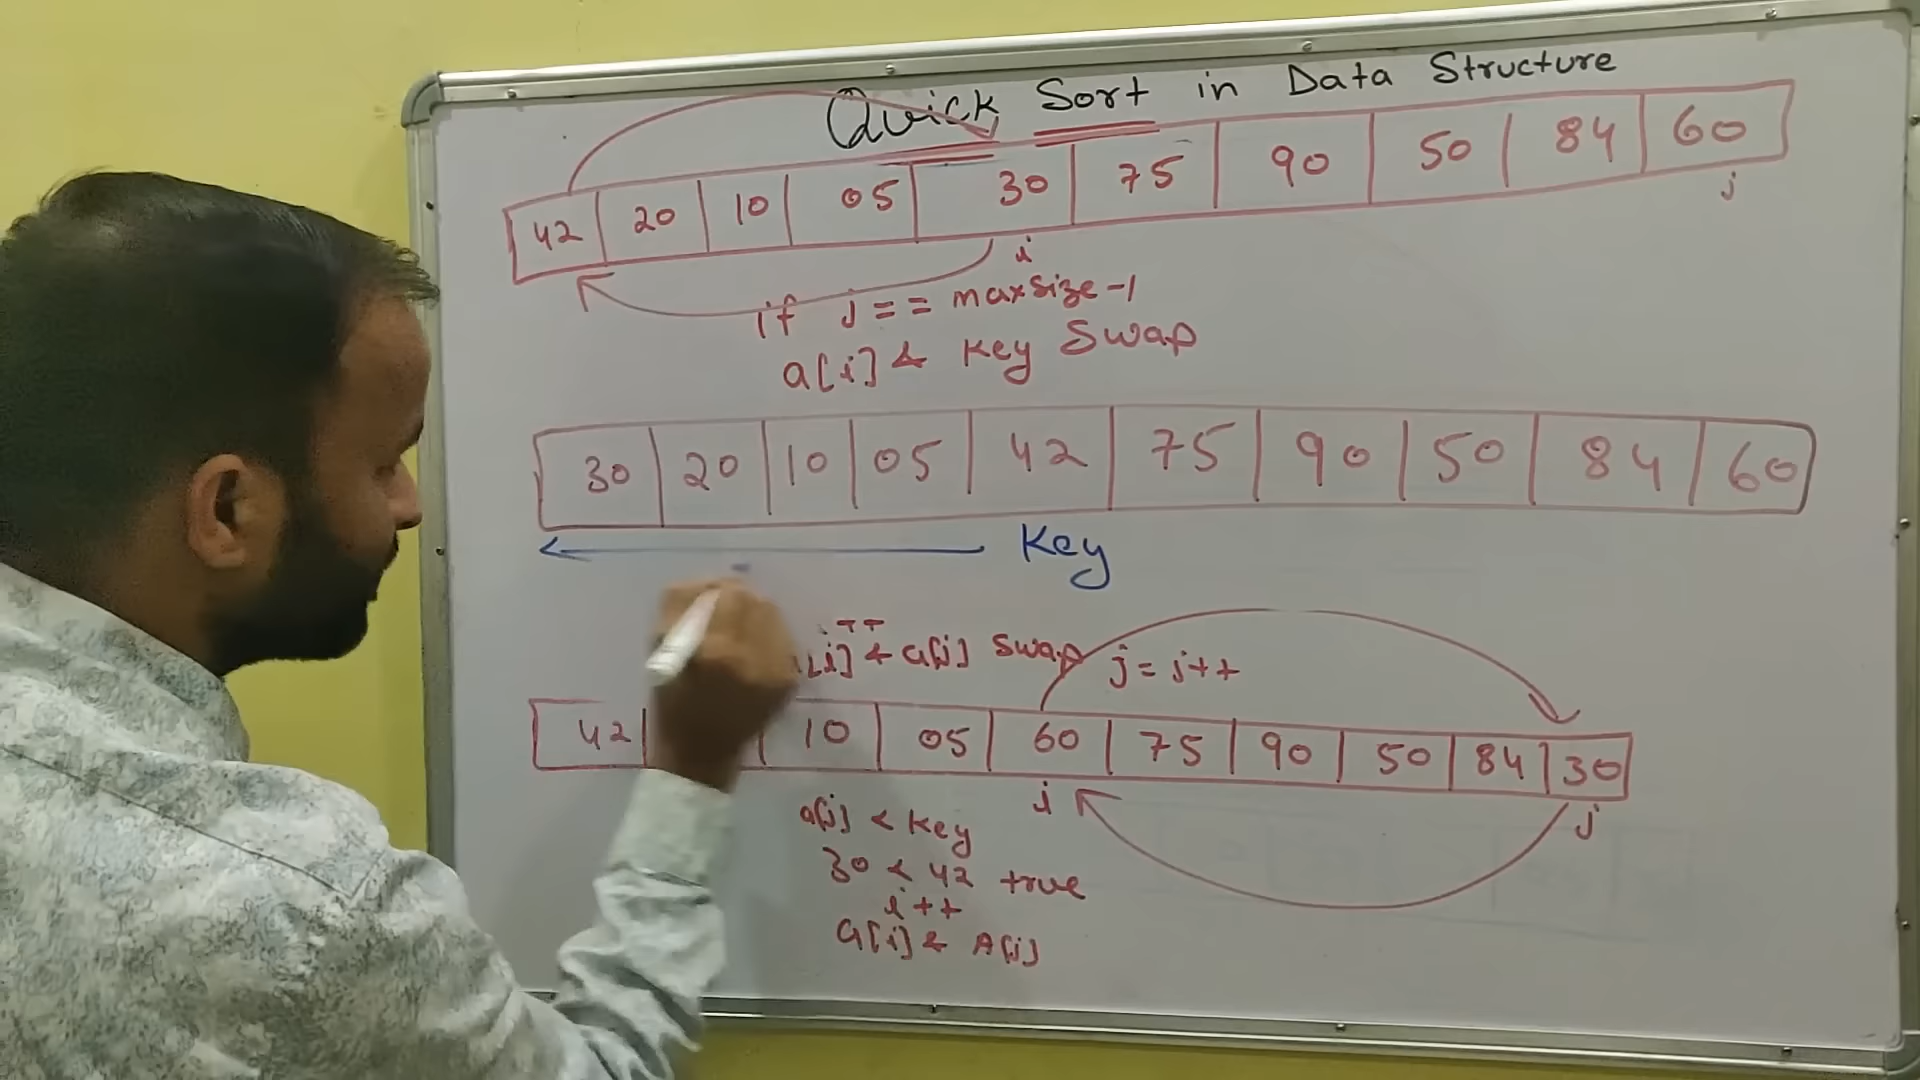 Quick Sort in Data Structure
42 20 10 05 30 75 90 50 84 60
i j
if j == maxsize-1
a[i] & Key Swap
30 20 10 05 42 75 90 50 84 60
Key
++
[i] & a[j] Swap j = j++
42 10 05 60 75 90 50 84 30
i j
a[j] < Key
30 < 42 true
i++
a[i] & A[j]